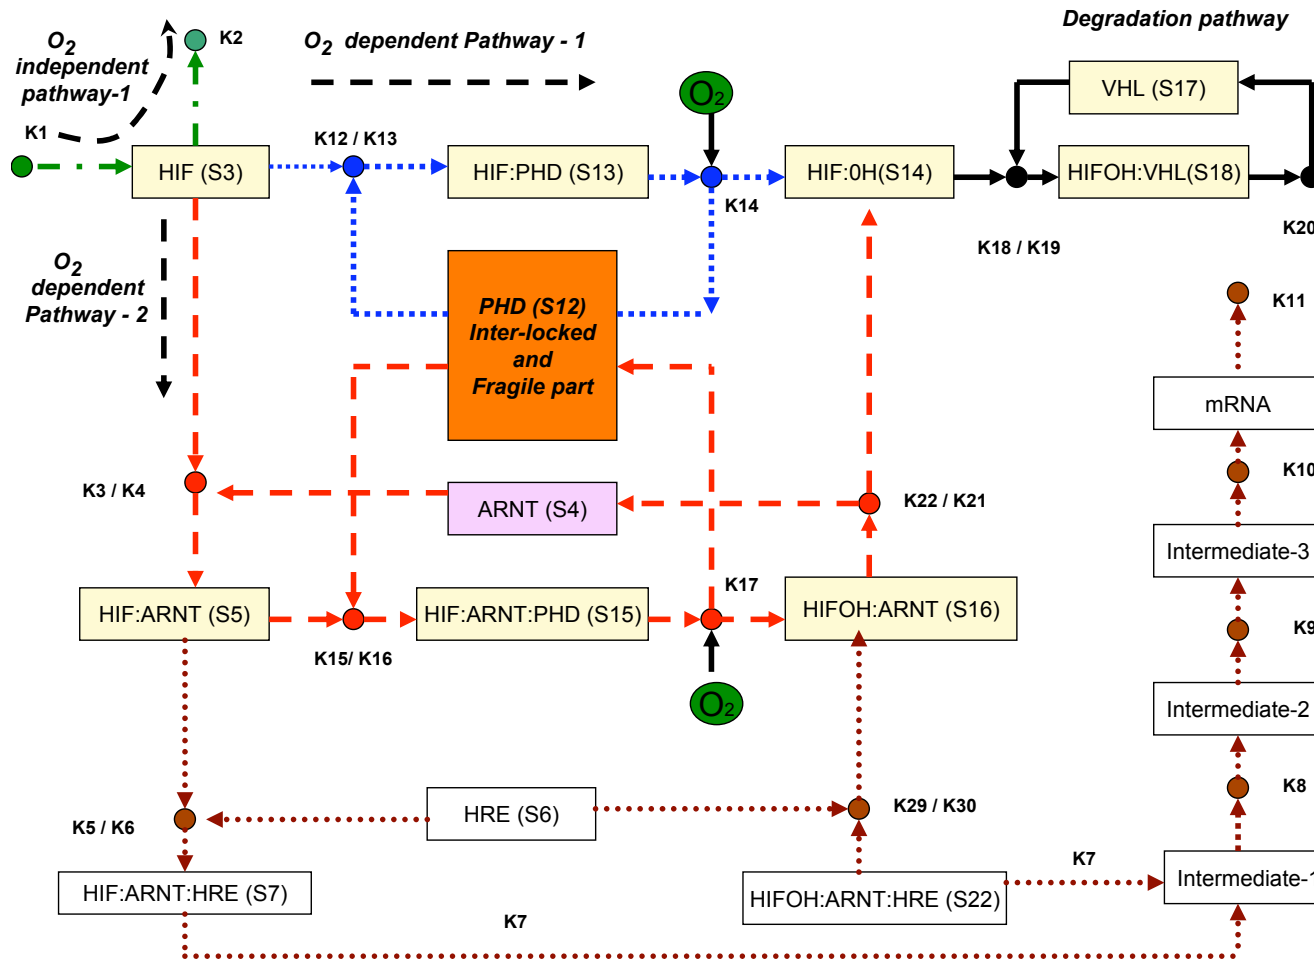 Degradation pathway
O2
independent
pathway-1
K2
O2 dependent Pathway - 1
O2
VHL (S17)
K1
K12 / K13
HIF (S3)
HIF:PHD (S13)
K14
HIF:0H(S14)
HIFOH:VHL(S18)
K18 / K19
K20
O2
dependent
Pathway - 2
PHD (S12)
Inter-locked
and
Fragile part
K11
mRNA
K10
K3 / K4
ARNT (S4)
K22 / K21
Intermediate-3
K17
HIF:ARNT (S5)
HIF:ARNT:PHD (S15)
HIFOH:ARNT (S16)
K9
K15/ K16
O2
Intermediate-2
K8
K5 / K6
HRE (S6)
K29 / K30
K7
HIF:ARNT:HRE (S7)
HIFOH:ARNT:HRE (S22)
Intermediate-1
K7